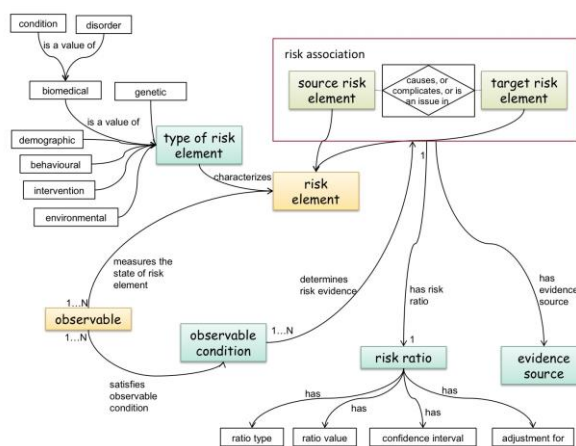 condition
disorder
is a value of
biomedical
genetic
is a value of
demographic
behavioural
intervention
environmental
type of risk
element
characterizes
risk association
source risk
element
causes, or
complicates, or is
an issue in
target risk
element
risk
element
measures the
state of risk
element
1...N
observable
1...N
satisfies
observable
condition
observable
condition
1...N
determines
risk evidence
1
has risk
ratio
1
risk ratio
has
evidence
source
evidence
source
has
has
has
has
ratio type
ratio value
confidence interval
adjustment for